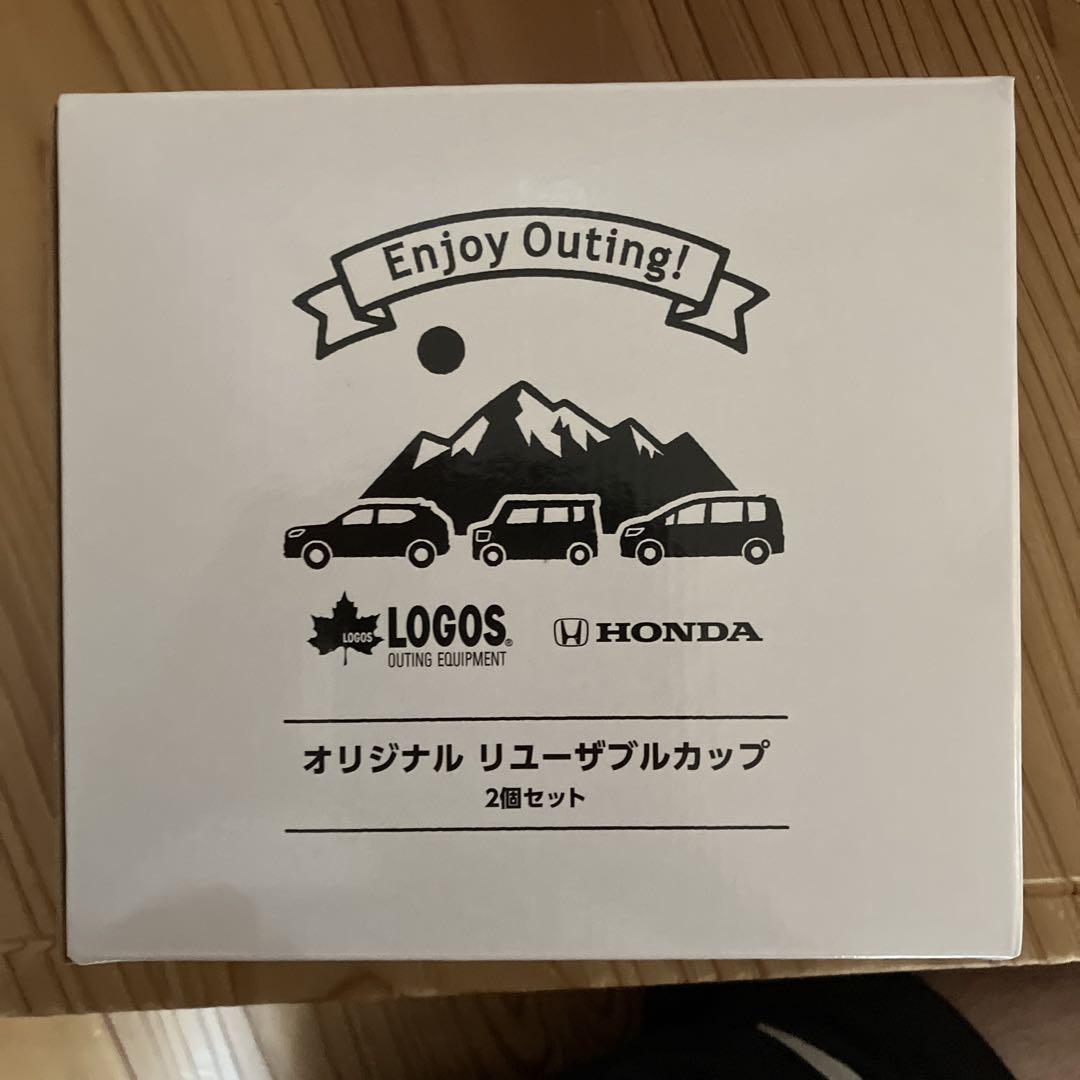 Enjoy Outing!
LOGOS
LOGOS®
OUTING EQUIPMENT
HONDA
オリジナル リユーザブルカップ
2個セット